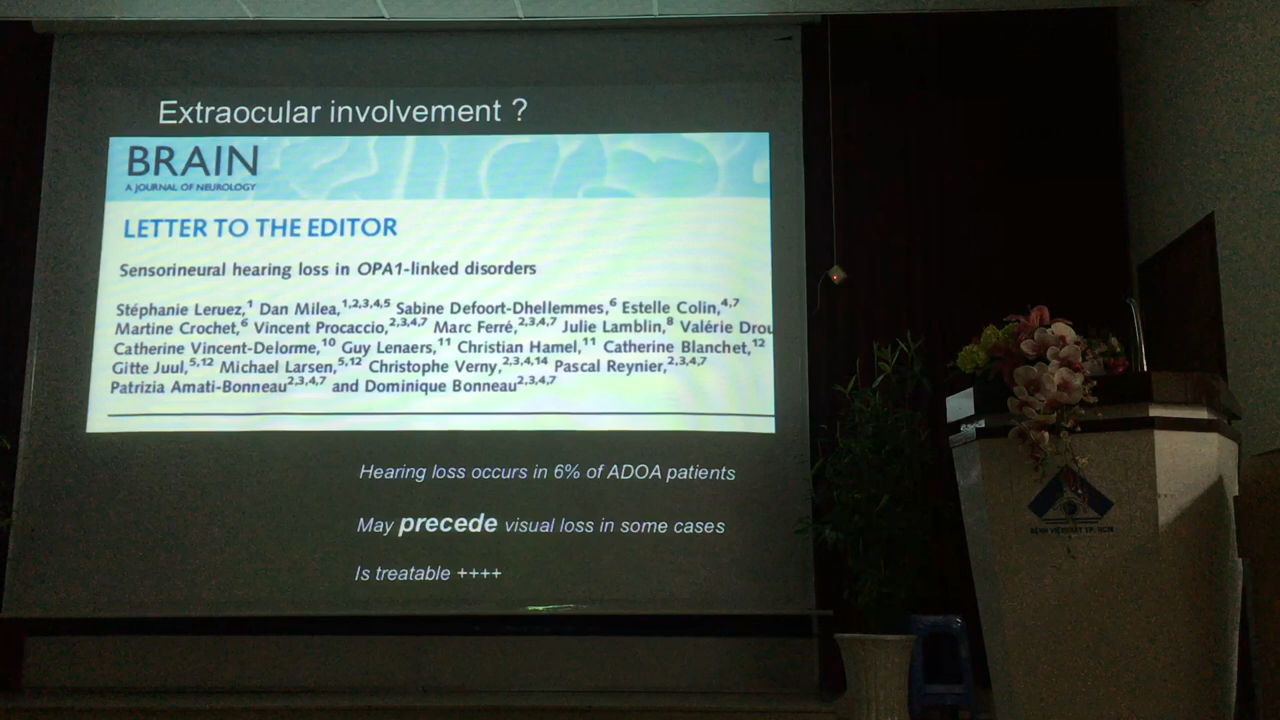 Extraocular involvement ?
BRAIN
A JOURNAL OF NEUROLOGY
LETTER TO THE EDITOR
Sensorineural hearing loss in OPA1-linked disorders
Stéphanie Leruez,1 Dan Milea,1,2,3,4,5 Sabine Defoort-Dhellemmes,6 Estelle Colin,4,7
Martine Crochet,6 Vincent Procaccio,2,3,4,7 Marc Ferré,2,3,4,7 Julie Lamblin,8 Valérie Drou
Catherine Vincent-Delorme,10 Guy Lenaers,11 Christian Hamel,11 Catherine Blanchet,12
Gitte Juul,5,12 Michael Larsen,5,12 Christophe Verny,2,3,4,14 Pascal Reynier,2,3,4,7
Patrizia Amati-Bonneau2,3,4,7 and Dominique Bonneau2,3,4,7
Hearing loss occurs in 6% of ADOA patients
May precede visual loss in some cases
Is treatable ++++
BỆNH VIỆN MẮT TP. HCM